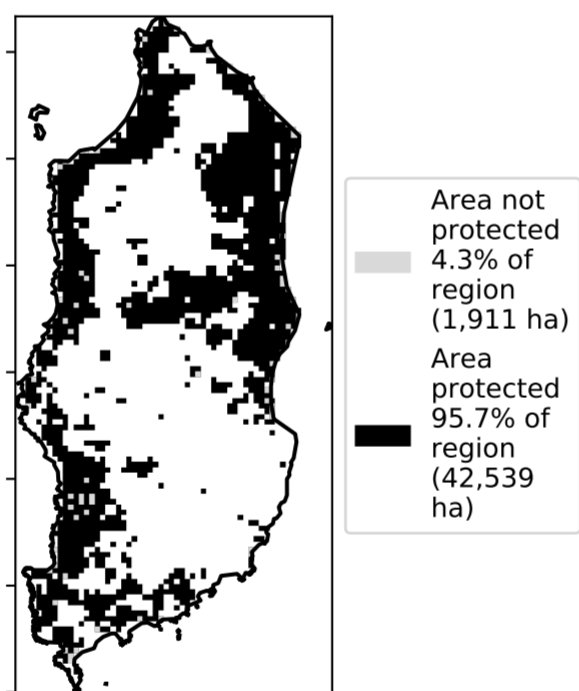 Area not
protected
4.3% of
region
(1,911 ha)
Area
protected
95.7% of
region
(42,539
ha)